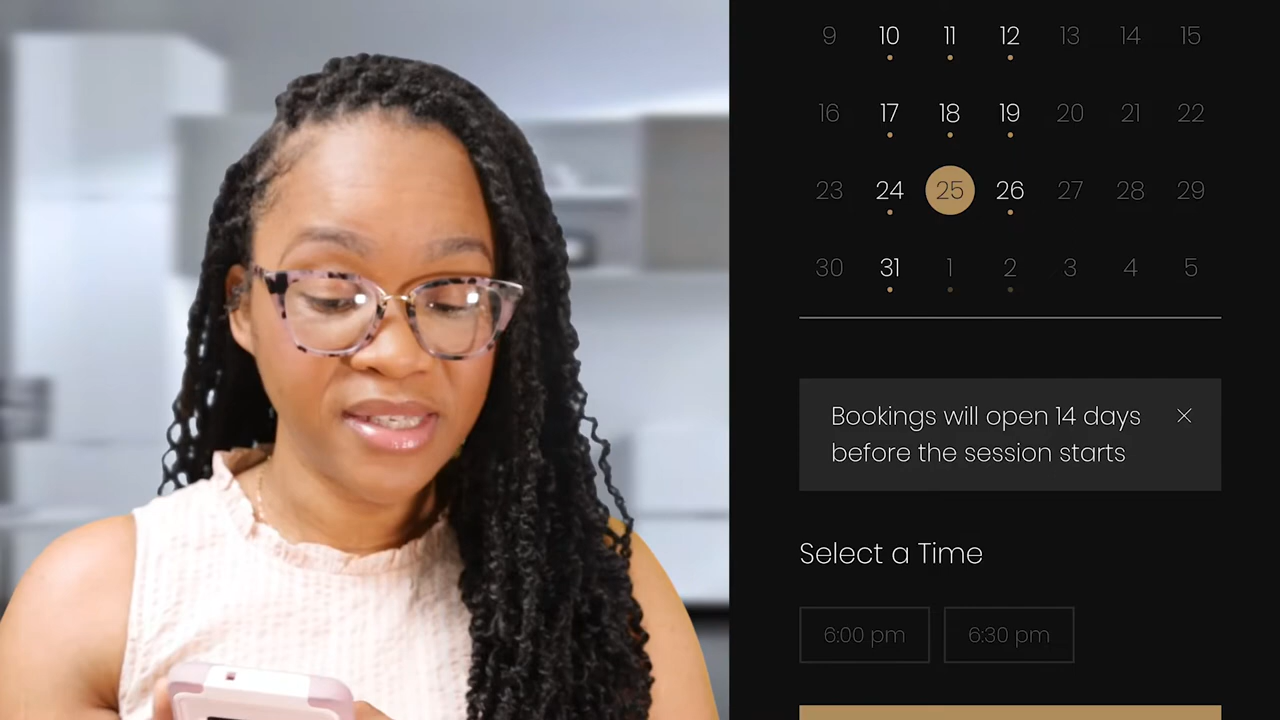 9 10 11 12 13 14 15
16 17 18 19 20 21 22
23 24 25 26 27 28 29
30 31 1 2 3 4 5
Bookings will open 14 days
before the session starts
Select a Time
6:00 pm 6:30 pm